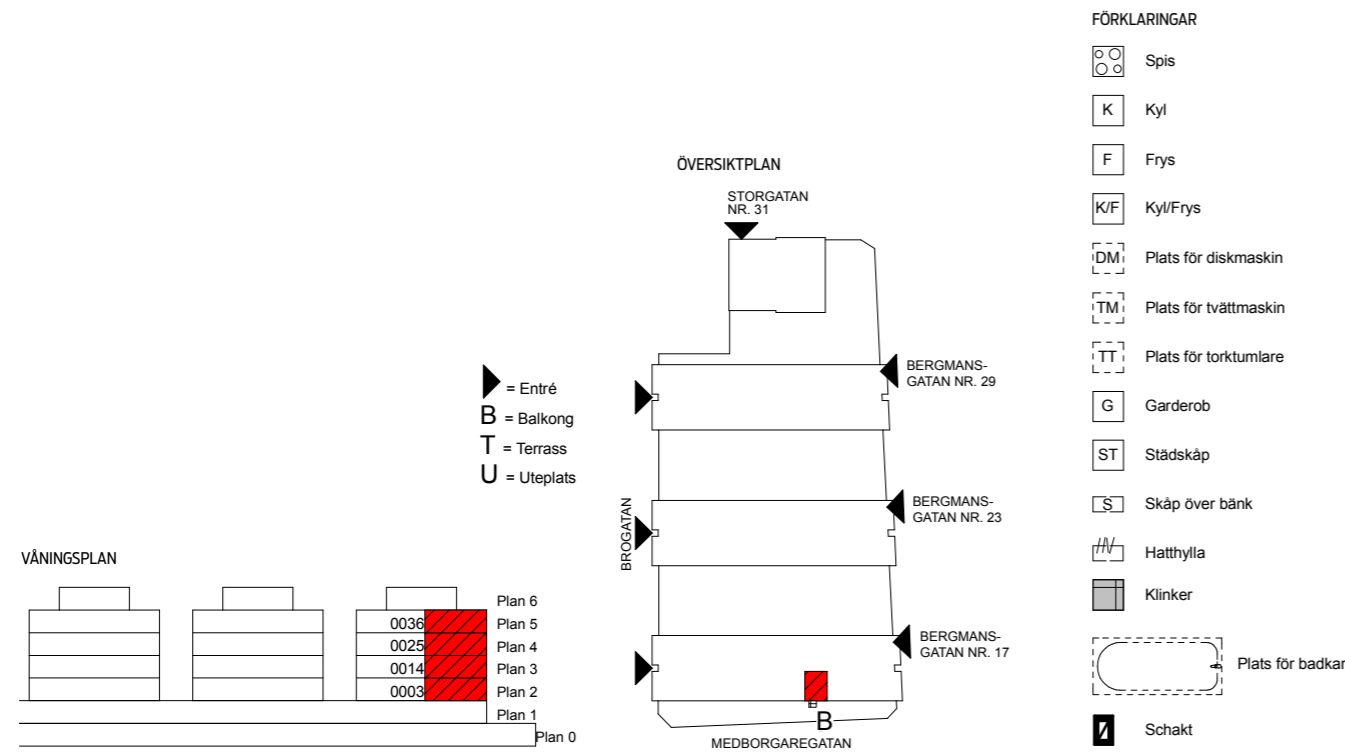 VÅNINGSPLAN
0036
0025
0014
0003
Plan 6
Plan 5
Plan 4
Plan 3
Plan 2
Plan 1
Plan 0
= Entré
B = Balkong
T = Terrass
U = Uteplats
ÖVERSIKTPLAN
STORGATAN
NR. 31
BERGMANS-
GATAN NR. 29
BERGMANS-
GATAN NR. 23
BROGATAN
BERGMANS-
GATAN NR. 17
B
MEDBORGAREGATAN
FÖRKLARINGAR
Spis
K Kyl
F Frys
K/F Kyl/Frys
DM Plats för diskmaskin
TM Plats för tvättmaskin
TT Plats för torktumlare
G Garderob
ST Städskåp
S Skåp över bänk
Hatthylla
Klinker
Plats för badkar
Schakt